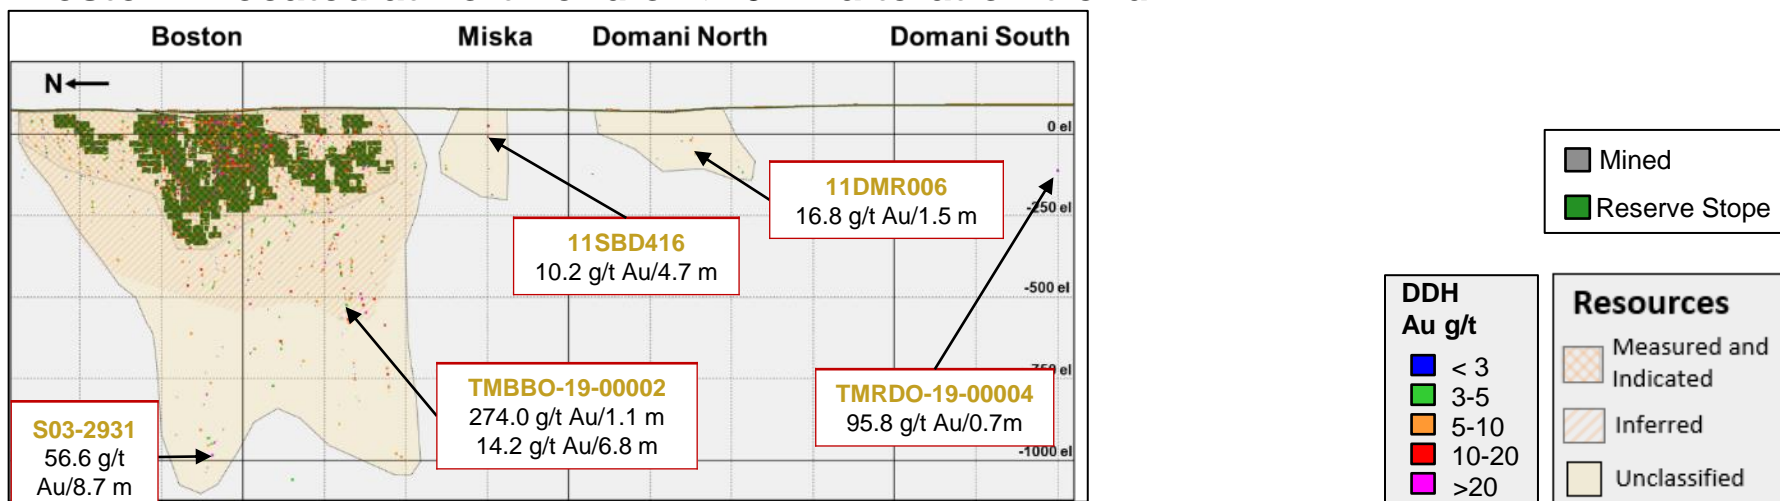 Boston Miska Domani North Domani South
N
0 el
-250 el
-500 el
-750 el
-1000 el
11DMR006
16.8 g/t Au/1.5 m
11SBD416
10.2 g/t Au/4.7 m
TMBBO-19-00002
274.0 g/t Au/1.1 m
14.2 g/t Au/6.8 m
TMRDO-19-00004
95.8 g/t Au/0.7m
S03-2931
56.6 g/t
Au/8.7 m
Mined
Reserve Stope
DDH
Au g/t
< 3
3-5
5-10
10-20
>20
Resources
Measured and
Indicated
Inferred
Unclassified